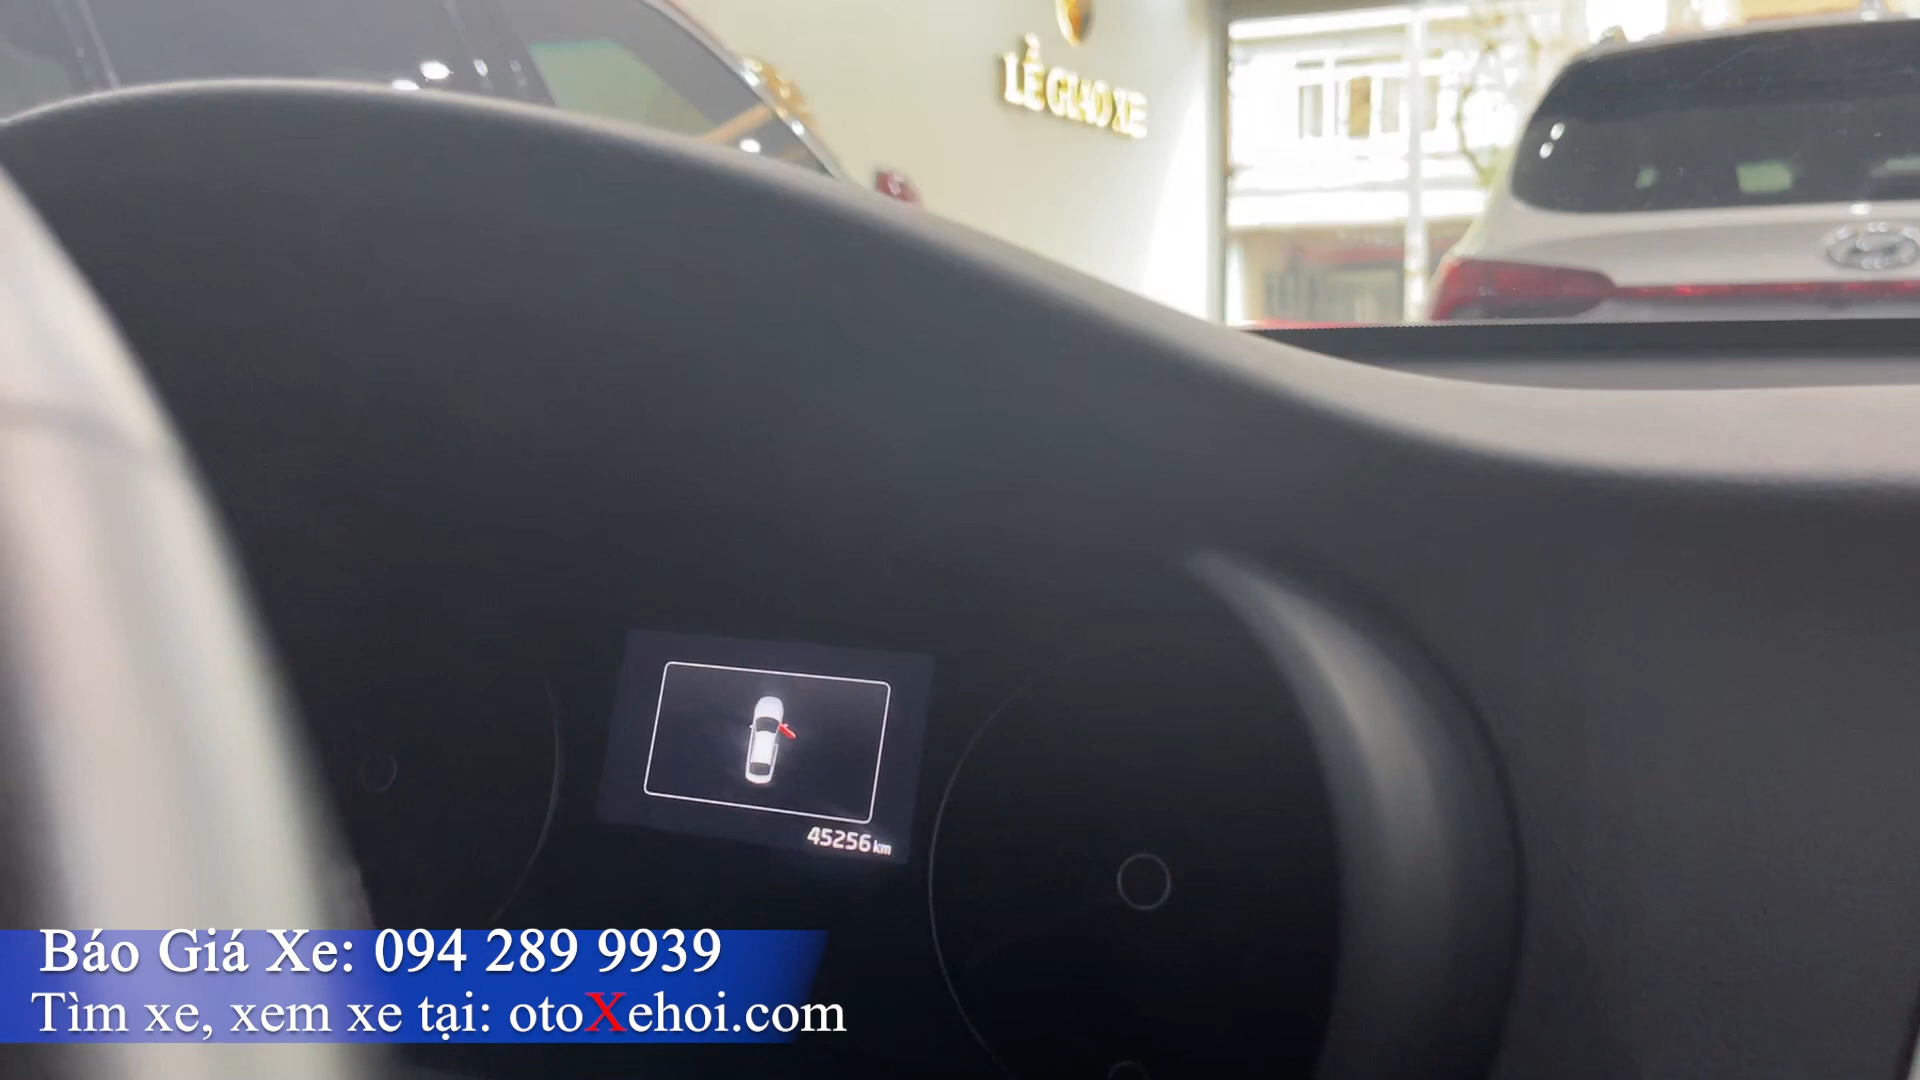 LỄ GIAO XE
45256 km
Báo Giá Xe: 094 289 9939
Tìm xe, xem xe tại: otoXehoi.com